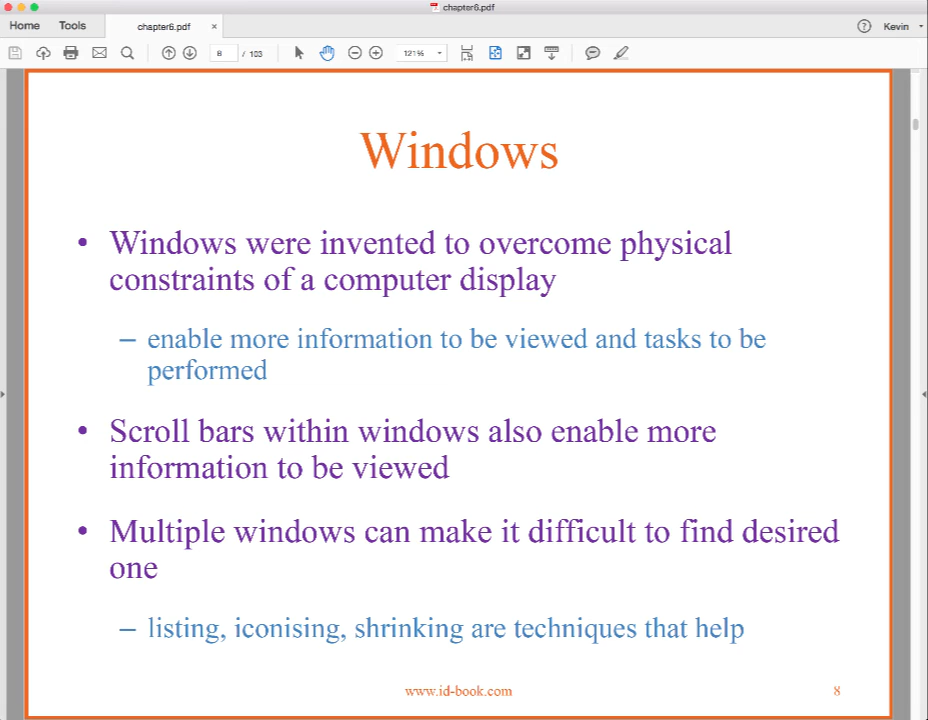 chapter6.pdf
Home Tools chapter6.pdf × ? Kevin
8 / 103 121%
Windows
• Windows were invented to overcome physical
constraints of a computer display
– enable more information to be viewed and tasks to be
performed
• Scroll bars within windows also enable more
information to be viewed
• Multiple windows can make it difficult to find desired
one
– listing, iconising, shrinking are techniques that help
www.id-book.com 8